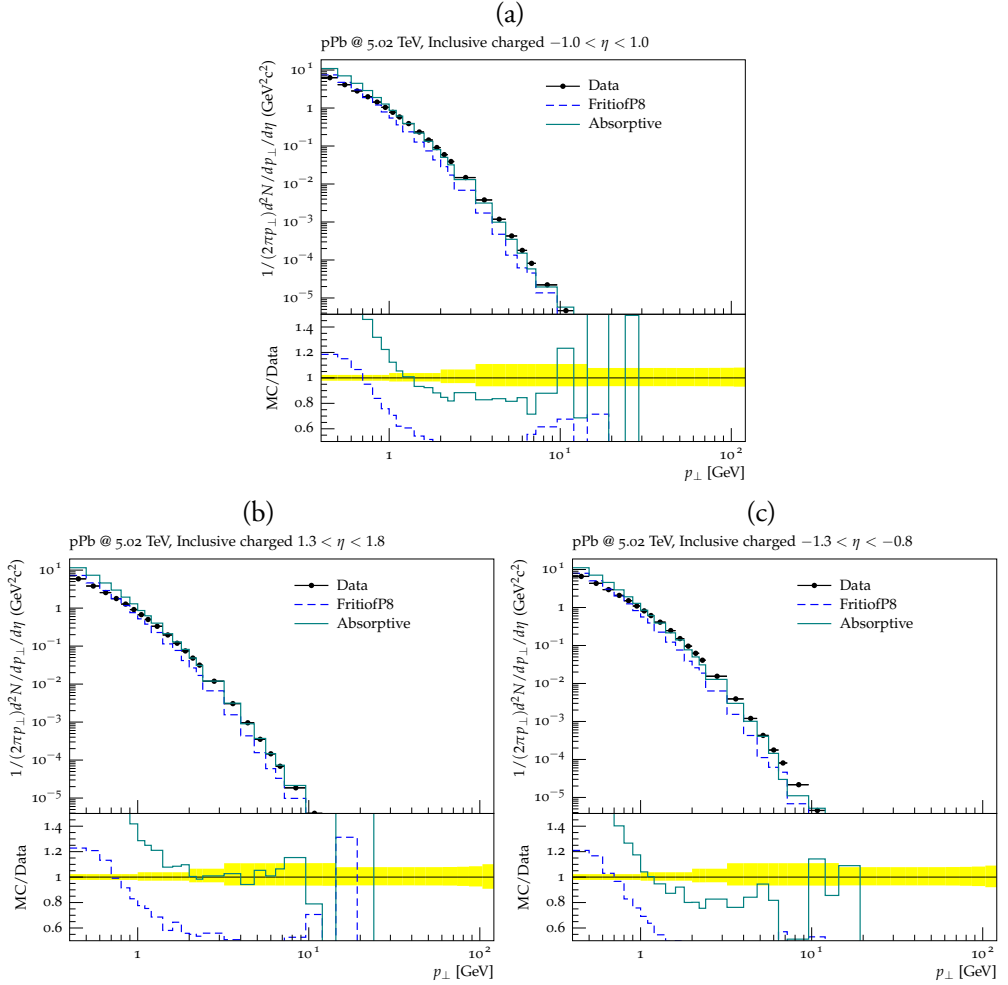 (a)
pPb @ 5.02 TeV, Inclusive charged −1.0 < η < 1.0
1/(2πp⊥)d²N/dp⊥/dη (GeV²c²)
10¹
1
10⁻¹
10⁻²
10⁻³
10⁻⁴
10⁻⁵
Data
FritiofP8
Absorptive
MC/Data
1.4
1.2
1
0.8
0.6
1
10¹
10²
p⊥ [GeV]
(b)
pPb @ 5.02 TeV, Inclusive charged 1.3 < η < 1.8
1/(2πp⊥)d²N/dp⊥/dη (GeV²c²)
10¹
1
10⁻¹
10⁻²
10⁻³
10⁻⁴
10⁻⁵
Data
FritiofP8
Absorptive
MC/Data
1.4
1.2
1
0.8
0.6
1
10¹
10²
p⊥ [GeV]
(c)
pPb @ 5.02 TeV, Inclusive charged −1.3 < η < −0.8
1/(2πp⊥)d²N/dp⊥/dη (GeV²c²)
10¹
1
10⁻¹
10⁻²
10⁻³
10⁻⁴
10⁻⁵
Data
FritiofP8
Absorptive
MC/Data
1.4
1.2
1
0.8
0.6
1
10¹
10²
p⊥ [GeV]